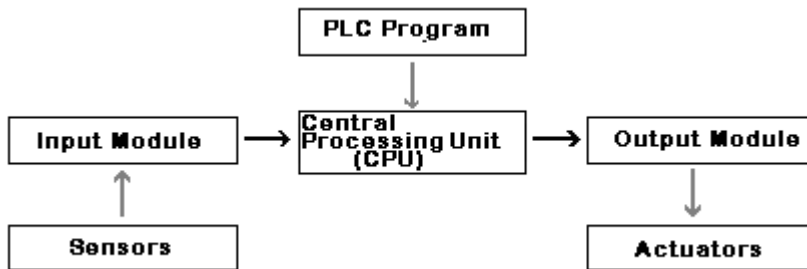 PLC Program
Central
Processing Unit
(CPU)
Input Module
Output Module
Sensors
Actuators